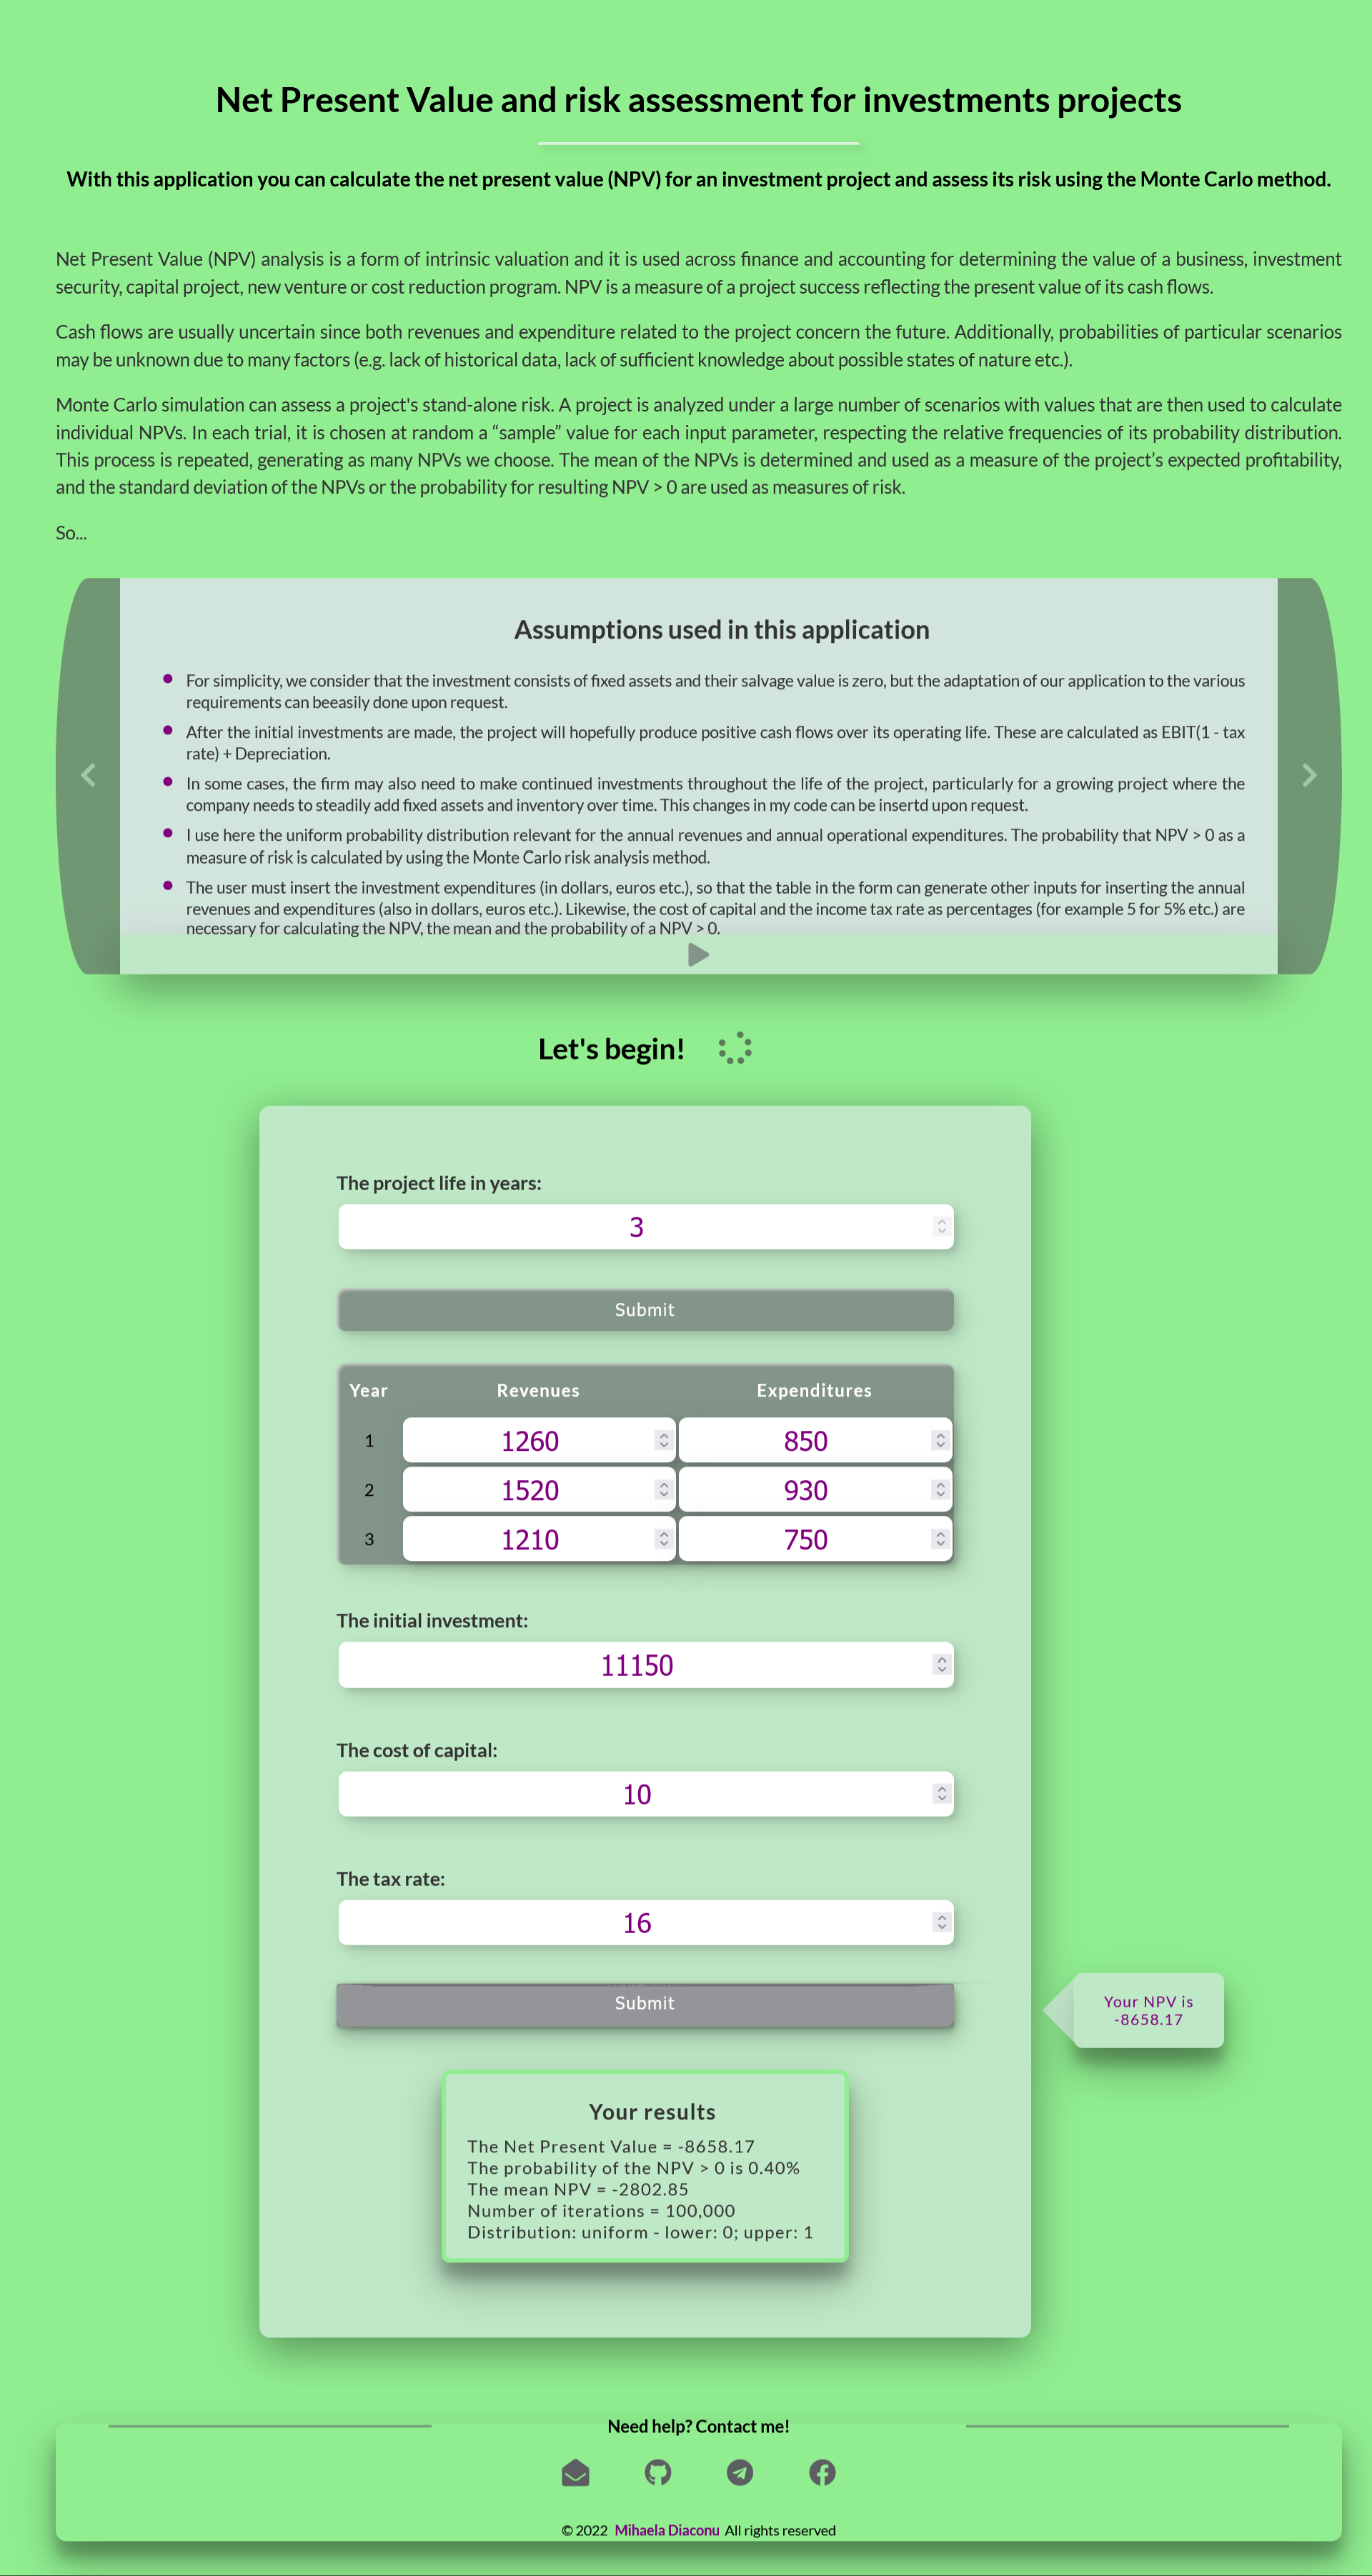 Net Present Value and risk assessment for investments projects
With this application you can calculate the net present value (NPV) for an investment project and assess its risk using the Monte Carlo method.
Net Present Value (NPV) analysis is a form of intrinsic valuation and it is used across finance and accounting for determining the value of a business, investment
security, capital project, new venture or cost reduction program. NPV is a measure of a project success reflecting the present value of its cash flows.
Cash flows are usually uncertain since both revenues and expenditure related to the project concern the future. Additionally, probabilities of particular scenarios
may be unknown due to many factors (e.g. lack of historical data, lack of sufficient knowledge about possible states of nature etc.).
Monte Carlo simulation can assess a project's stand-alone risk. A project is analyzed under a large number of scenarios with values that are then used to calculate
individual NPVs. In each trial, it is chosen at random a “sample” value for each input parameter, respecting the relative frequencies of its probability distribution.
This process is repeated, generating as many NPVs we choose. The mean of the NPVs is determined and used as a measure of the project’s expected profitability,
and the standard deviation of the NPVs or the probability for resulting NPV > 0 are used as measures of risk.
So...
Assumptions used in this application
For simplicity, we consider that the investment consists of fixed assets and their salvage value is zero, but the adaptation of our application to the various
requirements can beeasily done upon request.
After the initial investments are made, the project will hopefully produce positive cash flows over its operating life. These are calculated as EBIT(1 - tax
rate) + Depreciation.
In some cases, the firm may also need to make continued investments throughout the life of the project, particularly for a growing project where the
company needs to steadily add fixed assets and inventory over time. This changes in my code can be insertd upon request.
I use here the uniform probability distribution relevant for the annual revenues and annual operational expenditures. The probability that NPV > 0 as a
measure of risk is calculated by using the Monte Carlo risk analysis method.
The user must insert the investment expenditures (in dollars, euros etc.), so that the table in the form can generate other inputs for inserting the annual
revenues and expenditures (also in dollars, euros etc.). Likewise, the cost of capital and the income tax rate as percentages (for example 5 for 5% etc.) are
necessary for calculating the NPV, the mean and the probability of a NPV > 0.
Let's begin!
The project life in years:
3
Submit
Year Revenues Expenditures
1 1260 850
2 1520 930
3 1210 750
The initial investment:
11150
The cost of capital:
10
The tax rate:
16
Submit
Your NPV is
-8658.17
Your results
The Net Present Value = -8658.17
The probability of the NPV > 0 is 0.40%
The mean NPV = -2802.85
Number of iterations = 100,000
Distribution: uniform - lower: 0; upper: 1
Need help? Contact me!
© 2022 Mihaela Diaconu All rights reserved